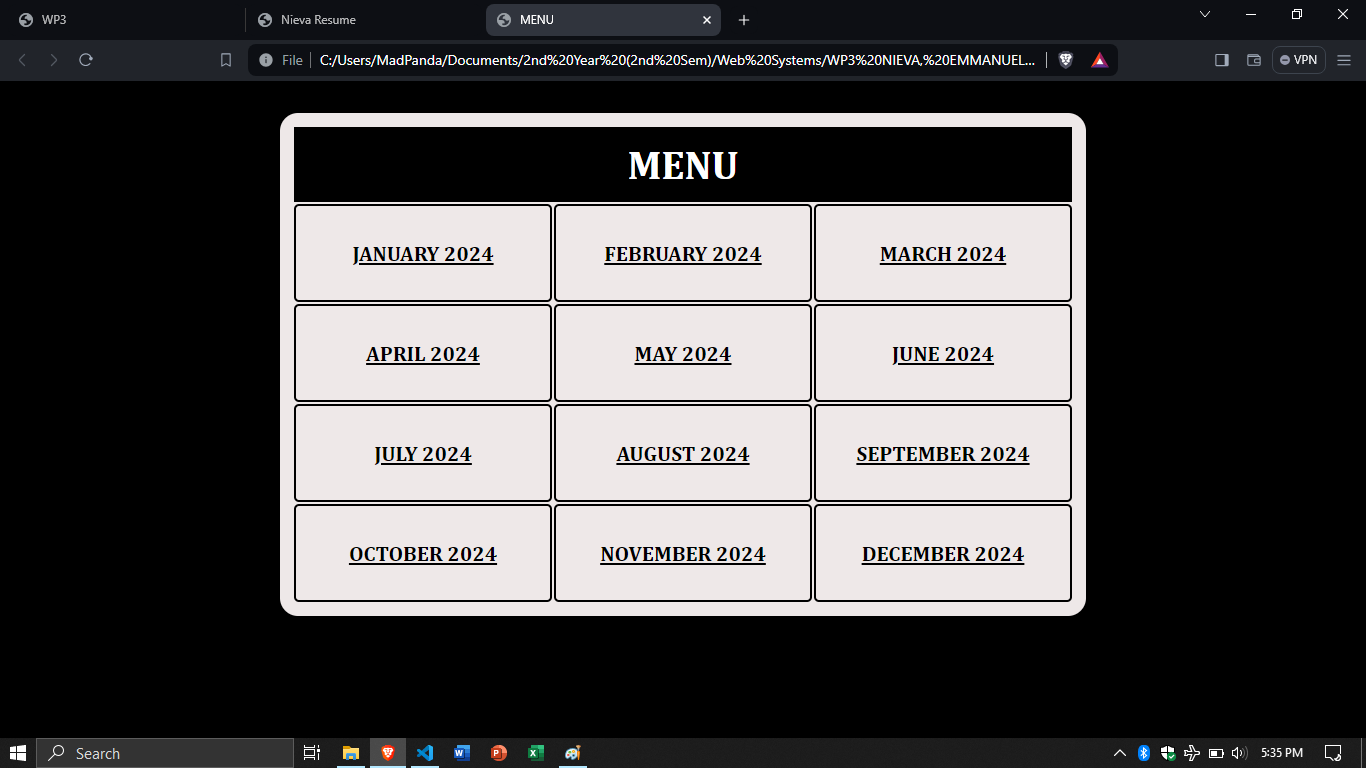 WP3
Nieva Resume
MENU
File
C:/Users/MadPanda/Documents/2nd%20Year%20(2nd%20Sem)/Web%20Systems/WP3%20NIEVA,%20EMMANUEL...
VPN
MENU
JANUARY 2024
FEBRUARY 2024
MARCH 2024
APRIL 2024
MAY 2024
JUNE 2024
JULY 2024
AUGUST 2024
SEPTEMBER 2024
OCTOBER 2024
NOVEMBER 2024
DECEMBER 2024
Search
5:35 PM